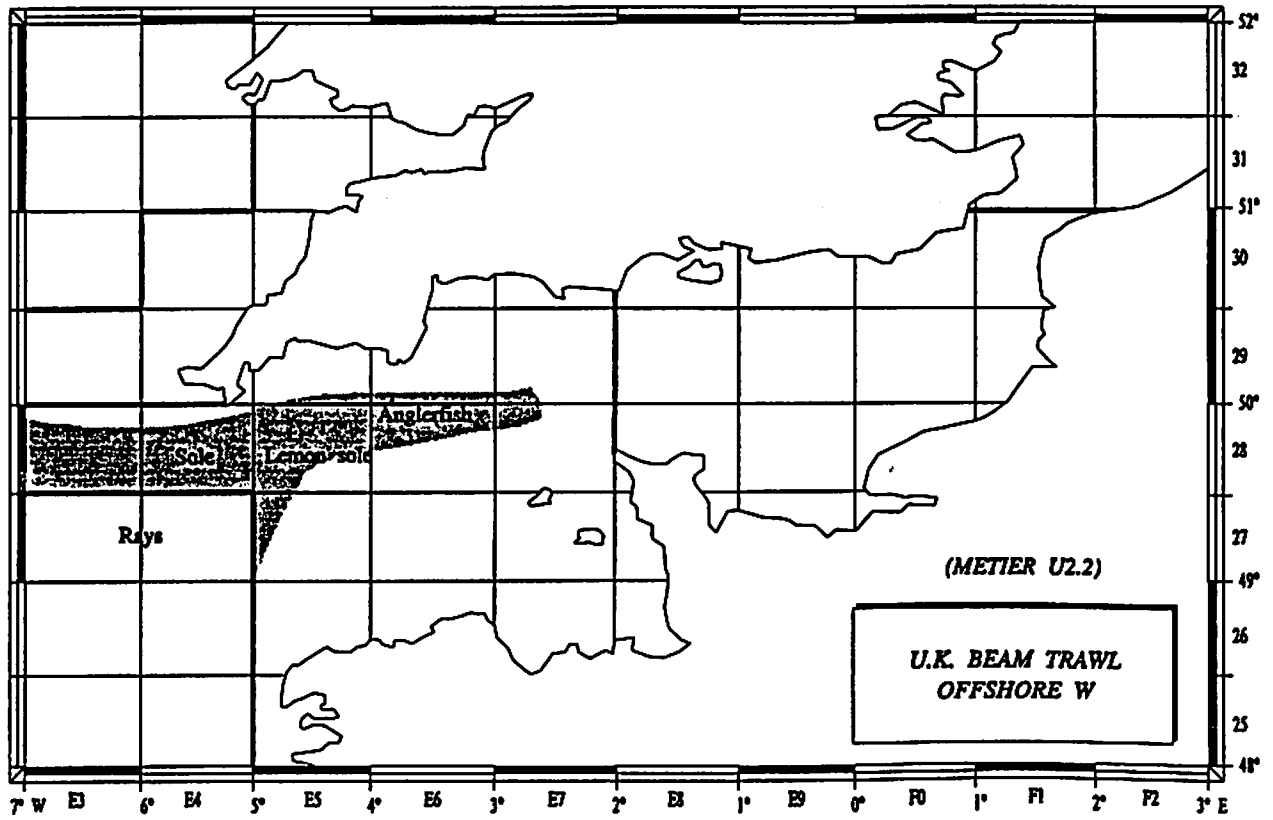 52°
32
31
51°
30
29
Anglerfish
50°
Sole
Lemon sole
28
Rays
27
(METIER U2.2)
49°
26
U.K. BEAM TRAWL
OFFSHORE W
25
48°
7° W E3 6° E4 5° E5 4° E6 3° E7 2° E8 1° E9 0° F0 1° F1 2° F2 3° E